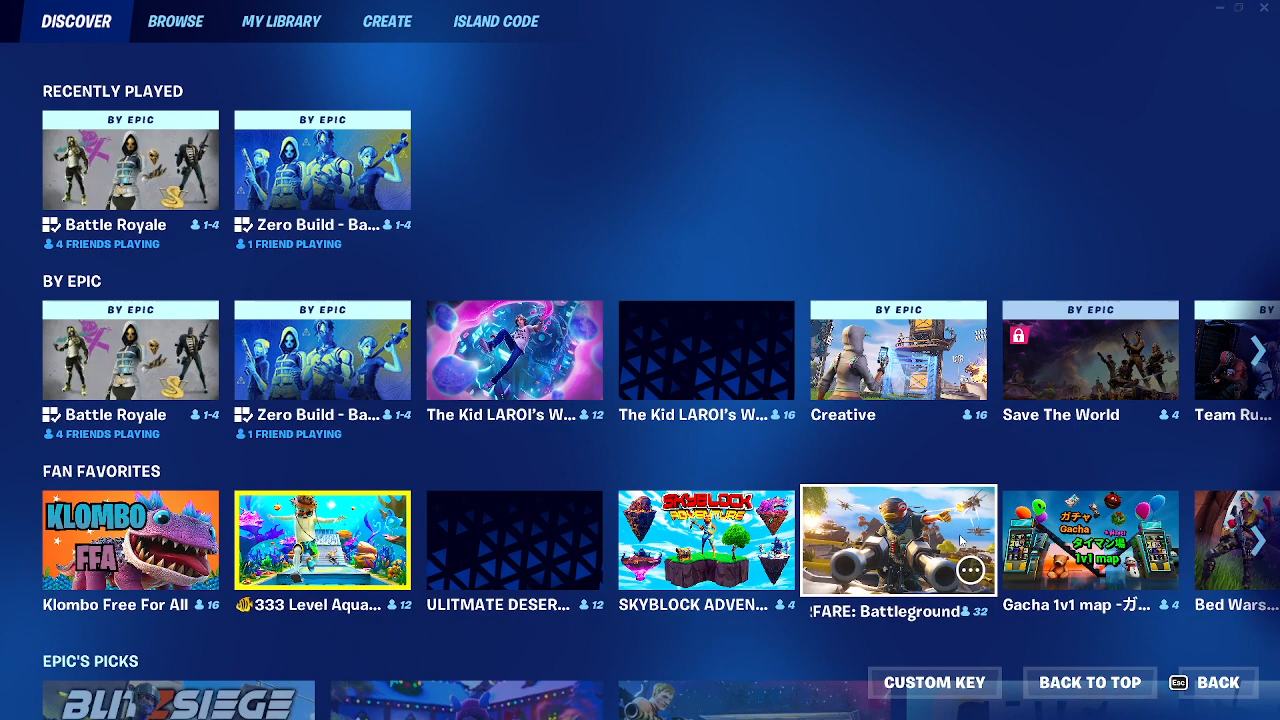 DISCOVER
BROWSE
MY LIBRARY
CREATE
ISLAND CODE
RECENTLY PLAYED
BY EPIC
BY EPIC
Battle Royale 1-4
Zero Build - Ba... 1-4
4 FRIENDS PLAYING
1 FRIEND PLAYING
BY EPIC
BY EPIC
BY EPIC
BY EPIC
BY EPIC
BY
Battle Royale 1-4
Zero Build - Ba... 1-4
The Kid LAROI's W... 12
The Kid LAROI's W... 16
Creative 16
Save The World 4
Team Ru...
4 FRIENDS PLAYING
1 FRIEND PLAYING
FAN FAVORITES
KLOMBO
FFA
SKYBLOCK
ADVENTURE
ガチャ
Gacha
タイマン場
1v1 map
Klombo Free For All 16
333 Level Aqua... 12
ULITMATE DESER... 12
SKYBLOCK ADVEN... 4
FARE: Battleground 32
Gacha 1v1 map -ガ... 4
Bed Wars...
EPIC'S PICKS
BLITZSIEGE
CUSTOM KEY
BACK TO TOP
Esc BACK